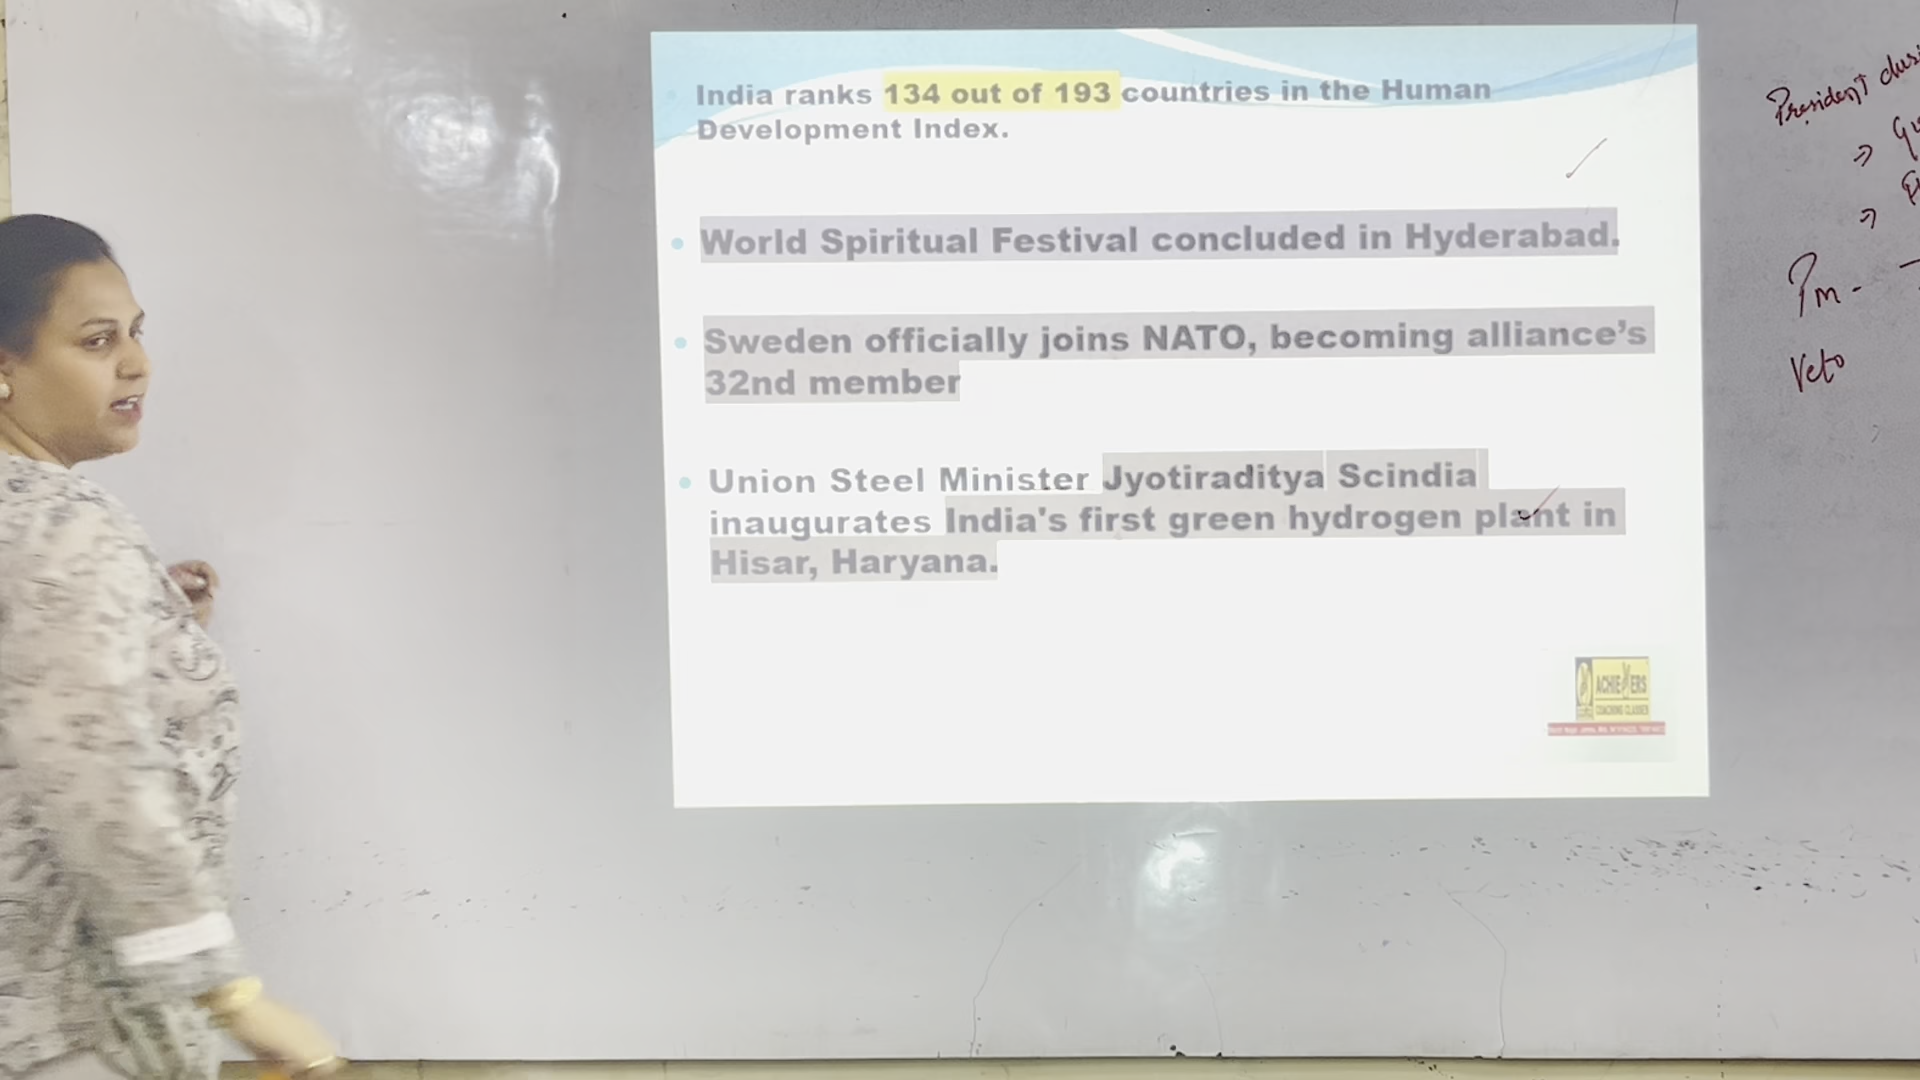 India ranks 134 out of 193 countries in the Human
Development Index.
World Spiritual Festival concluded in Hyderabad.
Sweden officially joins NATO, becoming alliance’s
32nd member
Union Steel Minister Jyotiraditya Scindia
inaugurates India's first green hydrogen plant in
Hisar, Haryana.
ACHIEVERS
COACHING CLASSES
President
⇒
⇒
Pm -
Veto